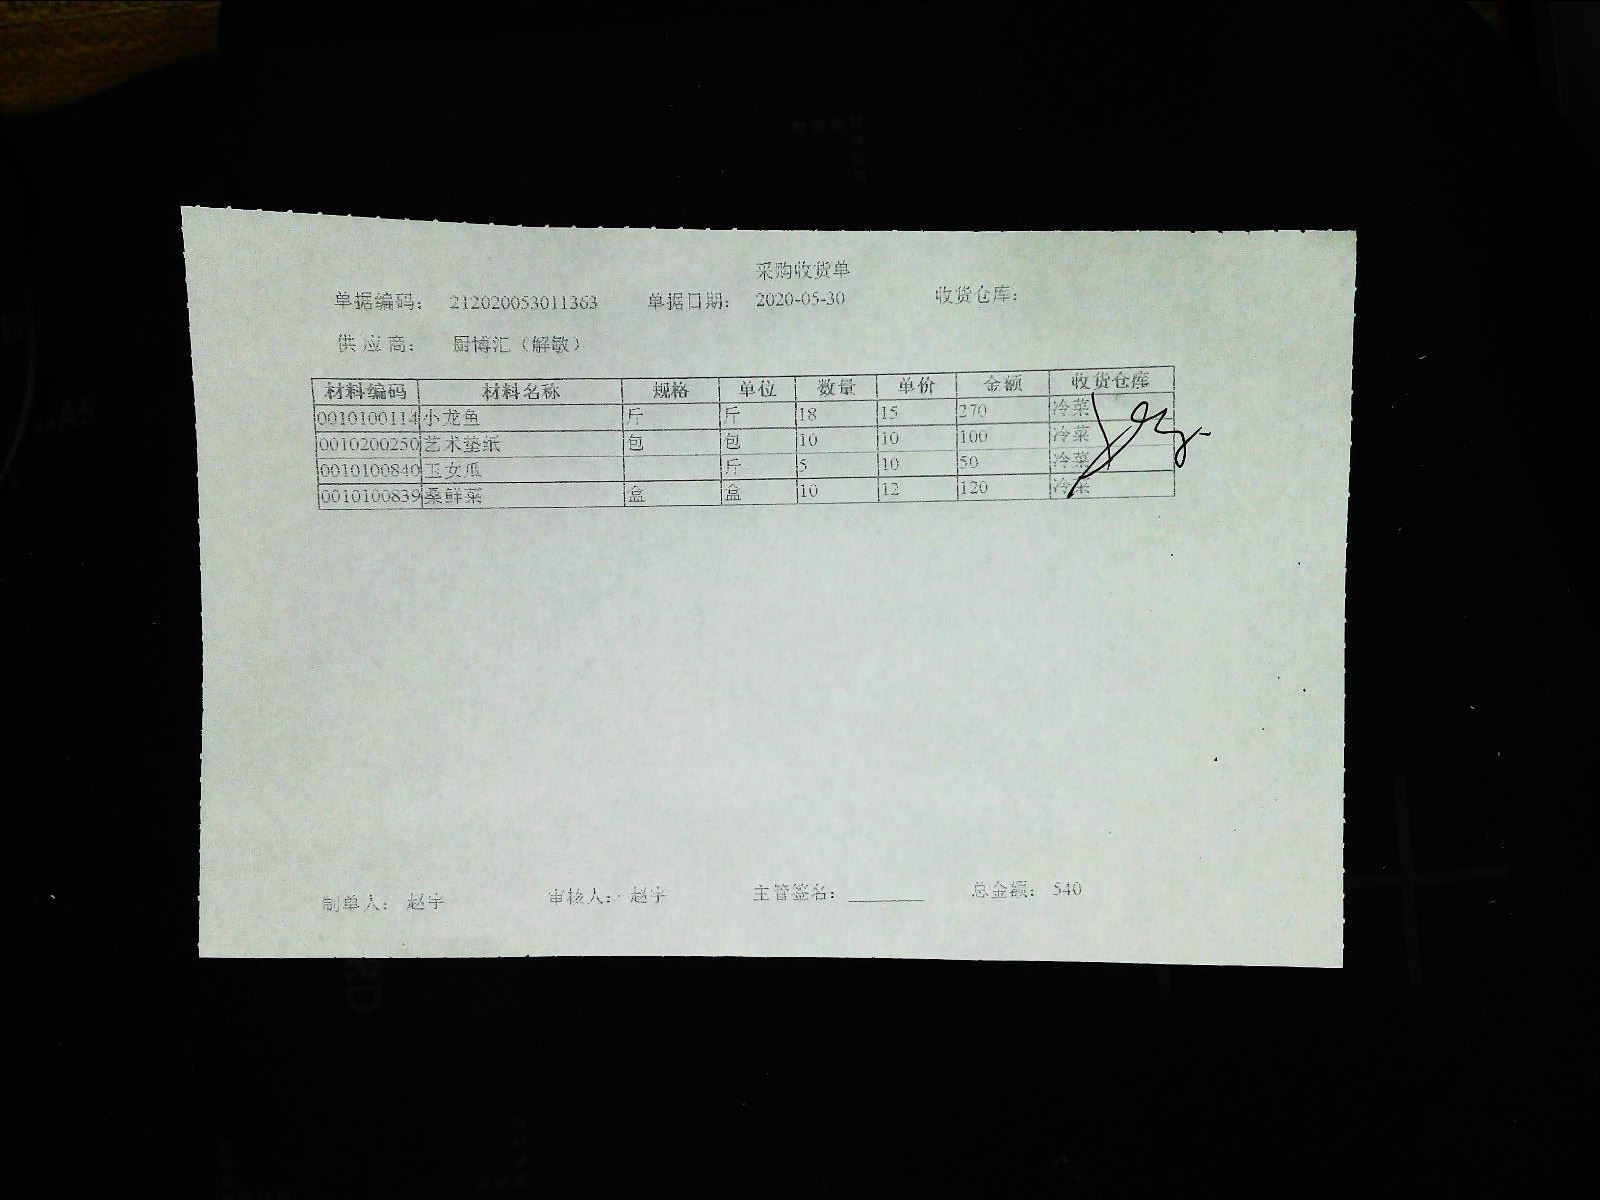 采购收货单
单据编码： 212020053011363 单据日期： 2020-05-30 收货仓库：
供应商： 厨博汇（解敏）
材料编码 材料名称 规格 单位 数量 单价 金额 收货仓库
0010100114 小龙鱼 斤 斤 18 15 270 冷菜
0010200250 艺术垫纸 包 包 10 10 100 冷菜
0010100840 玉女瓜 斤 5 10 50 冷菜
0010100839 桑鲜菜 盒 盒 10 12 120 冷菜
制单人： 赵宇 审核人： 赵宇 主管签名： 总金额： 540